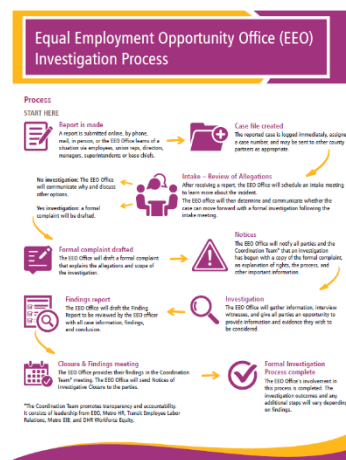 Equal Employment Opportunity Office (EEO)
Investigation Process
Process
START HERE
Report is made
A report is submitted online, by phone,
mail, in person, or the EEO Office learns of a
situation via employees, union reps, directors,
managers, superintendents or base chiefs.
Case file created
The reported case is logged immediately, assigned
a case number, and may be sent to other county
partners as appropriate.
No investigation: The EEO Office
will communicate why and discuss
other options.
Yes investigation: a formal
complaint will be drafted.
Intake – Review of Allegations
After receiving a report, the EEO Office will schedule an intake meeting
to learn more about the incident.
The EEO office will then determine and communicate whether the
case can move forward with a formal investigation following the
intake meeting.
Formal complaint drafted
The EEO Office will draft a formal complaint
that explains the allegations and scope of
the investigation.
Notices
The EEO Office will notify all parties and the
Coordination Team* that an investigation
has begun with a copy of the formal complaint,
an explanation of rights, the process, and
other important information.
Findings report
The EEO Office will draft the Finding
Report to be reviewed by the EEO officer
with all case information, findings,
and conclusion.
Investigation
The EEO Office will gather information, interview
witnesses, and give all parties an opportunity to
provide information and evidence they wish to
be considered.
Closure & Findings meeting
The EEO Office provides their findings in the Coordination
Team* meeting. The EEO Office will send Notices of
Investigative Closure to the parties.
Formal Investigation
Process complete
The EEO Office's involvement in
this process is completed. The
investigation outcomes and any
additional steps will vary depending
on findings.
*The Coordination Team promotes transparency and accountability.
It consists of leadership from EEO, Metro HR, Transit Employee Labor
Relations, Metro EIB, and DHR Workforce Equity.